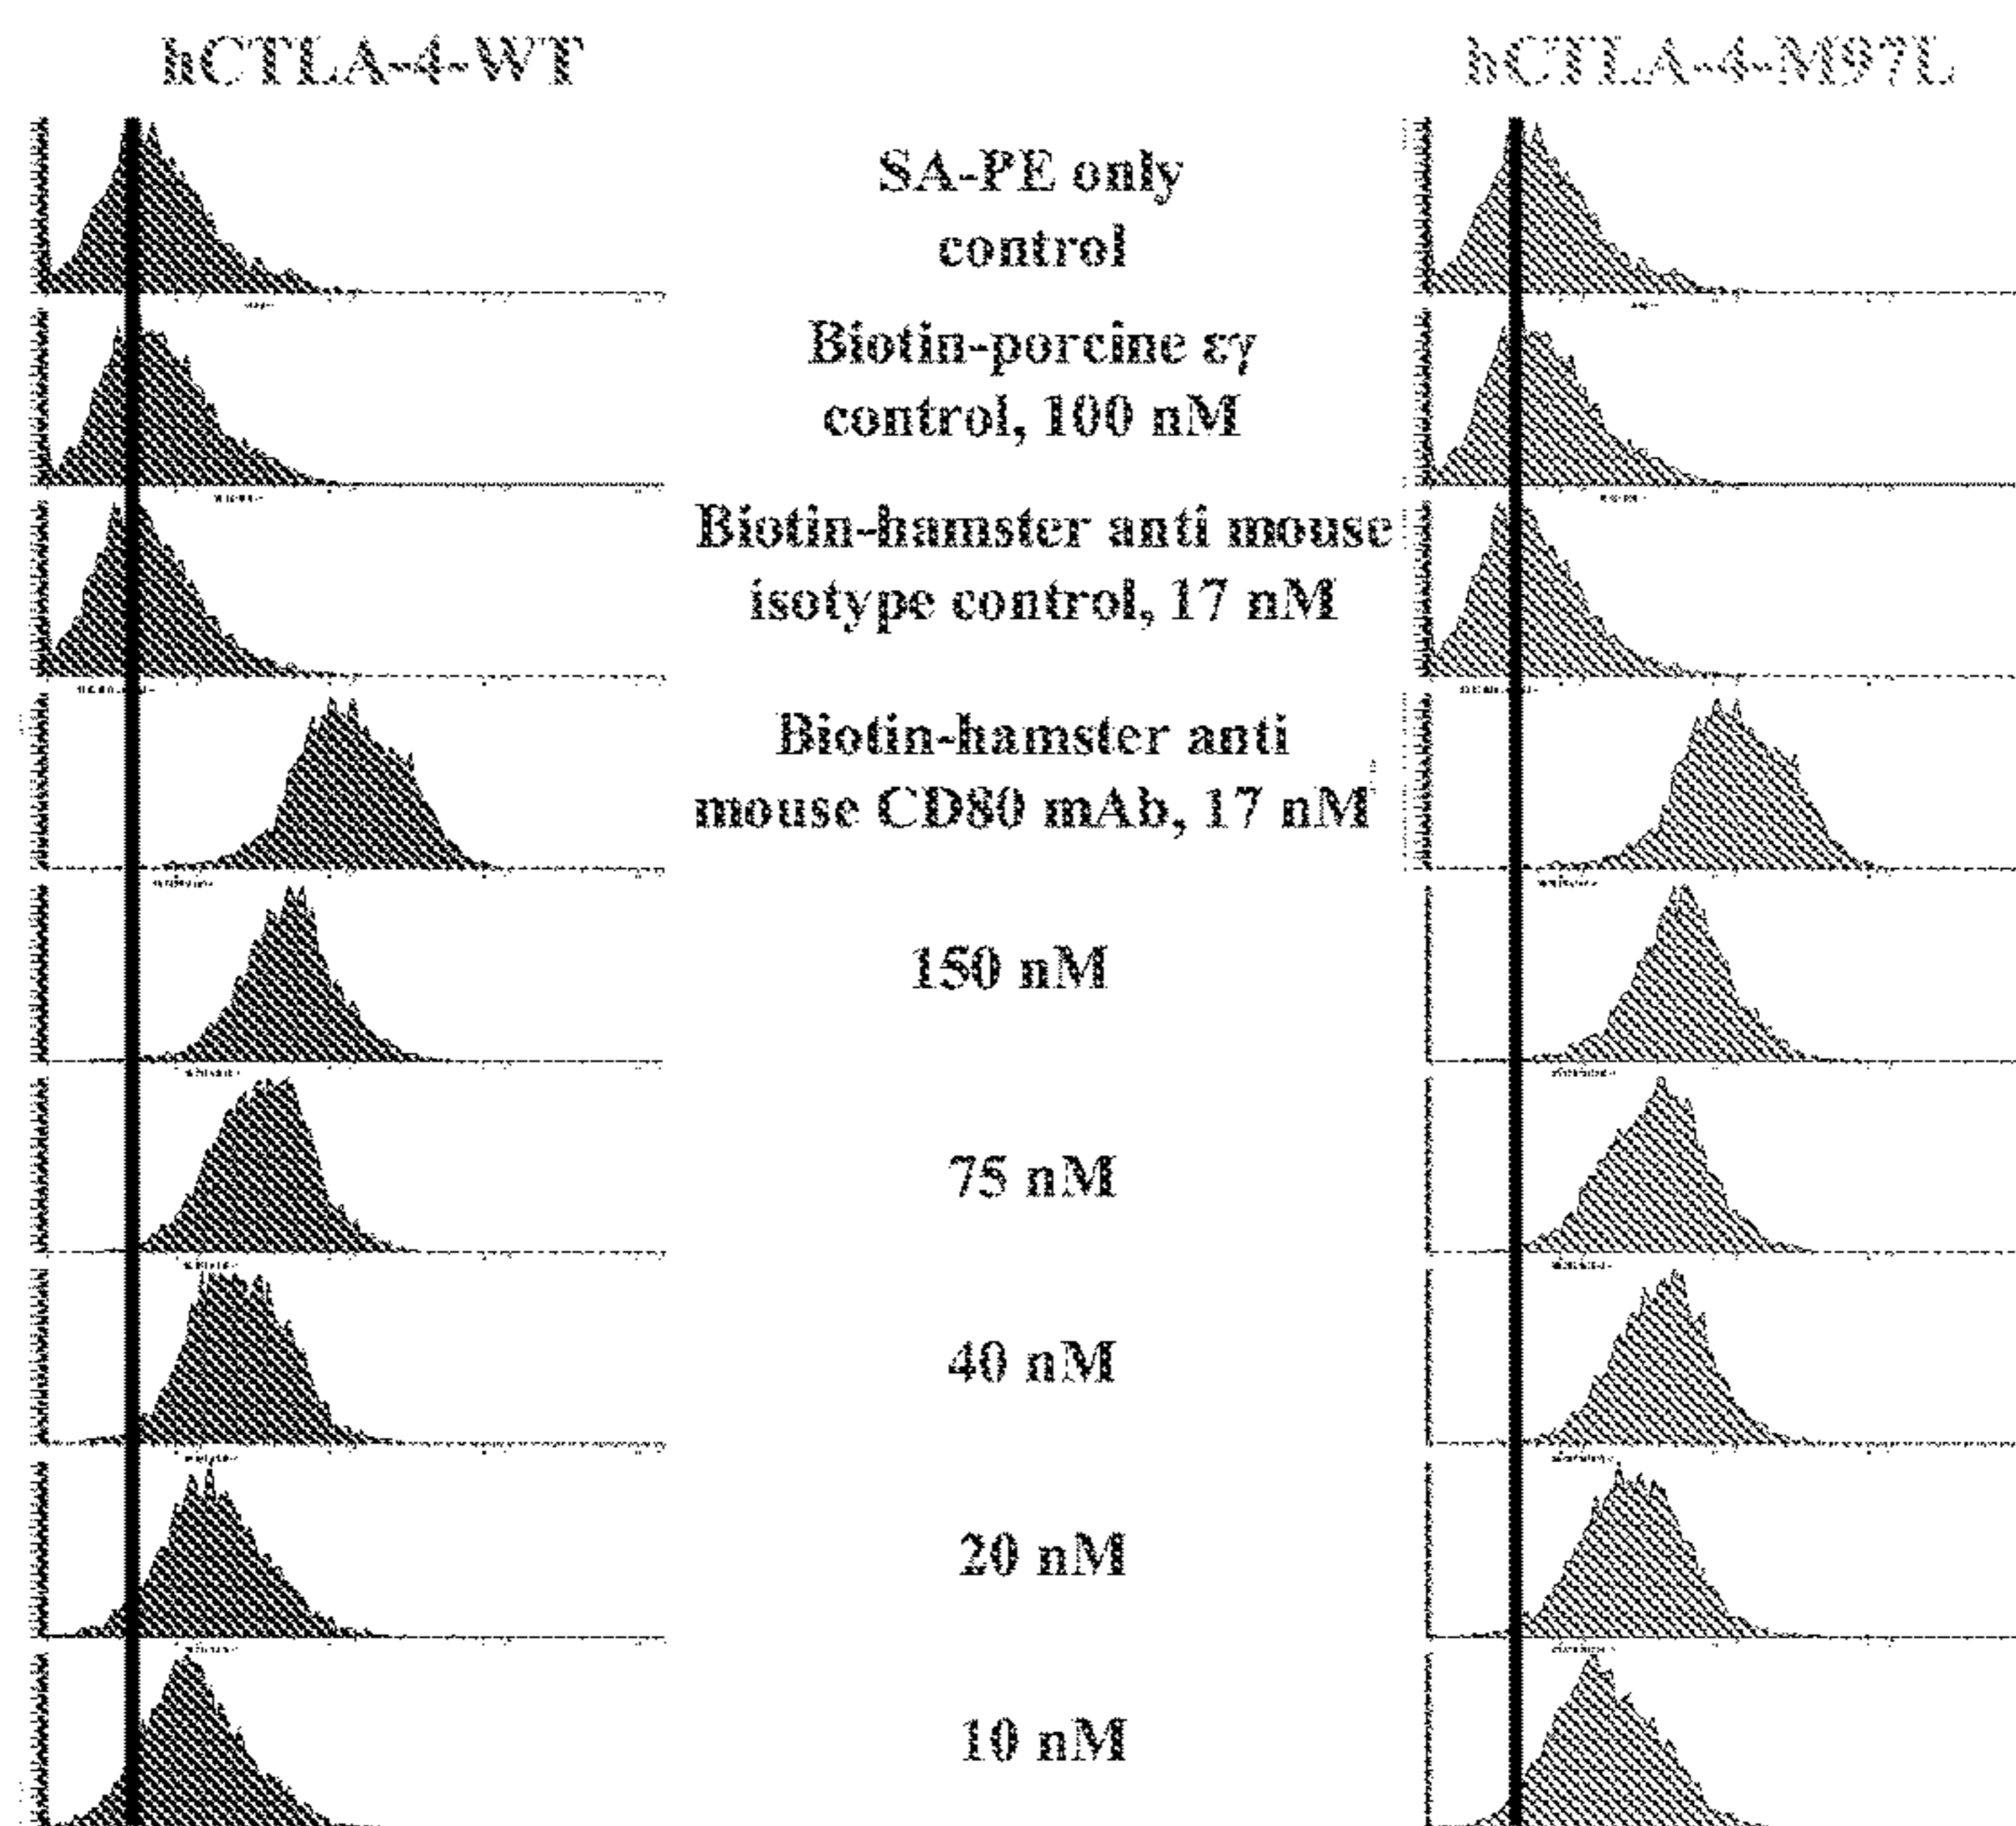 hCTLA-4-WT
hCTLA-4-M97L
SA-PE only
control
Biotin-porcine εγ
control, 100 nM
Biotin-hamster anti mouse
isotype control, 17 nM
Biotin-hamster anti
mouse CD80 mAb, 17 nM
150 nM
75 nM
40 nM
20 nM
10 nM